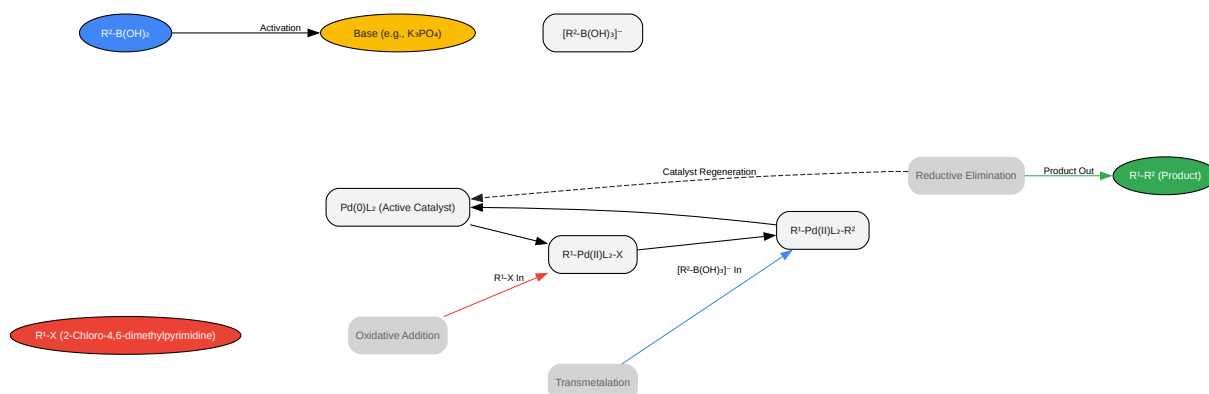 R²-B(OH)₂
Activation
Base (e.g., K₃PO₄)
[R²-B(OH)₃]⁻
Catalyst Regeneration
Reductive Elimination
Product Out
R¹-R² (Product)
Pd(0)L₂ (Active Catalyst)
R¹-Pd(II)L₂-R²
R¹-Pd(II)L₂-X
[R²-B(OH)₃]⁻ In
R¹-X In
R¹-X (2-Chloro-4,6-dimethylpyrimidine)
Oxidative Addition
Transmetalation